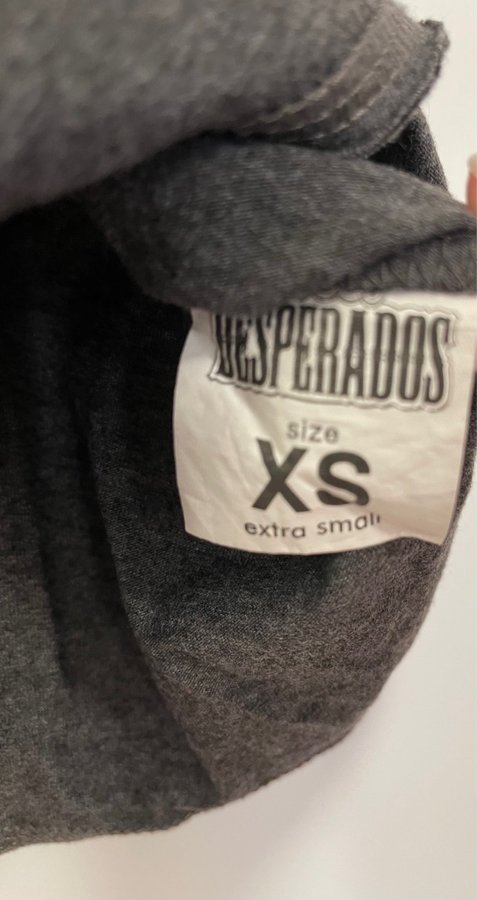 DESPERADOS
size
XS
extra small